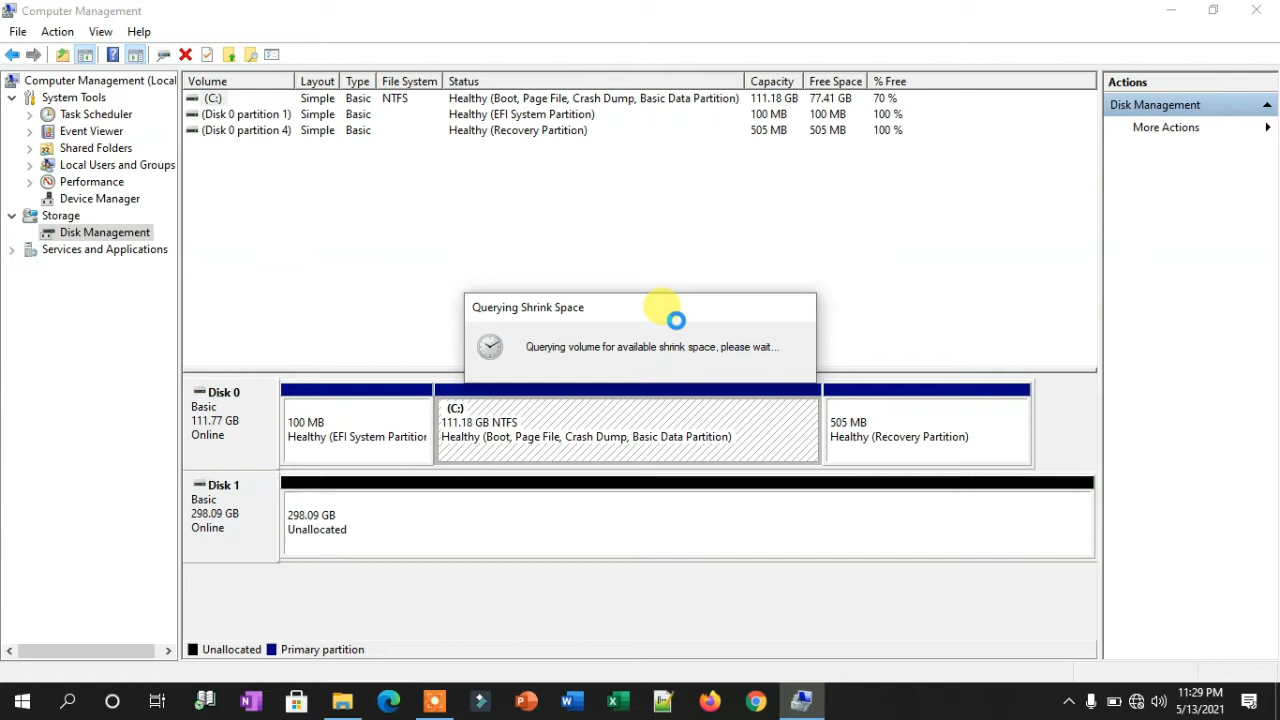 Computer Management
File Action View Help
Computer Management (Local
System Tools
Task Scheduler
Event Viewer
Shared Folders
Local Users and Groups
Performance
Device Manager
Storage
Disk Management
Services and Applications
Volume Layout Type File System Status Capacity Free Space % Free
(C:) Simple Basic NTFS Healthy (Boot, Page File, Crash Dump, Basic Data Partition) 111.18 GB 77.41 GB 70 %
(Disk 0 partition 1) Simple Basic Healthy (EFI System Partition) 100 MB 100 MB 100 %
(Disk 0 partition 4) Simple Basic Healthy (Recovery Partition) 505 MB 505 MB 100 %
Actions
Disk Management
More Actions
Querying Shrink Space
Querying volume for available shrink space, please wait...
Disk 0
Basic
111.77 GB
Online
100 MB
Healthy (EFI System Partition
(C:)
111.18 GB NTFS
Healthy (Boot, Page File, Crash Dump, Basic Data Partition)
505 MB
Healthy (Recovery Partition)
Disk 1
Basic
298.09 GB
Online
298.09 GB
Unallocated
Unallocated Primary partition
11:29 PM
5/13/2021